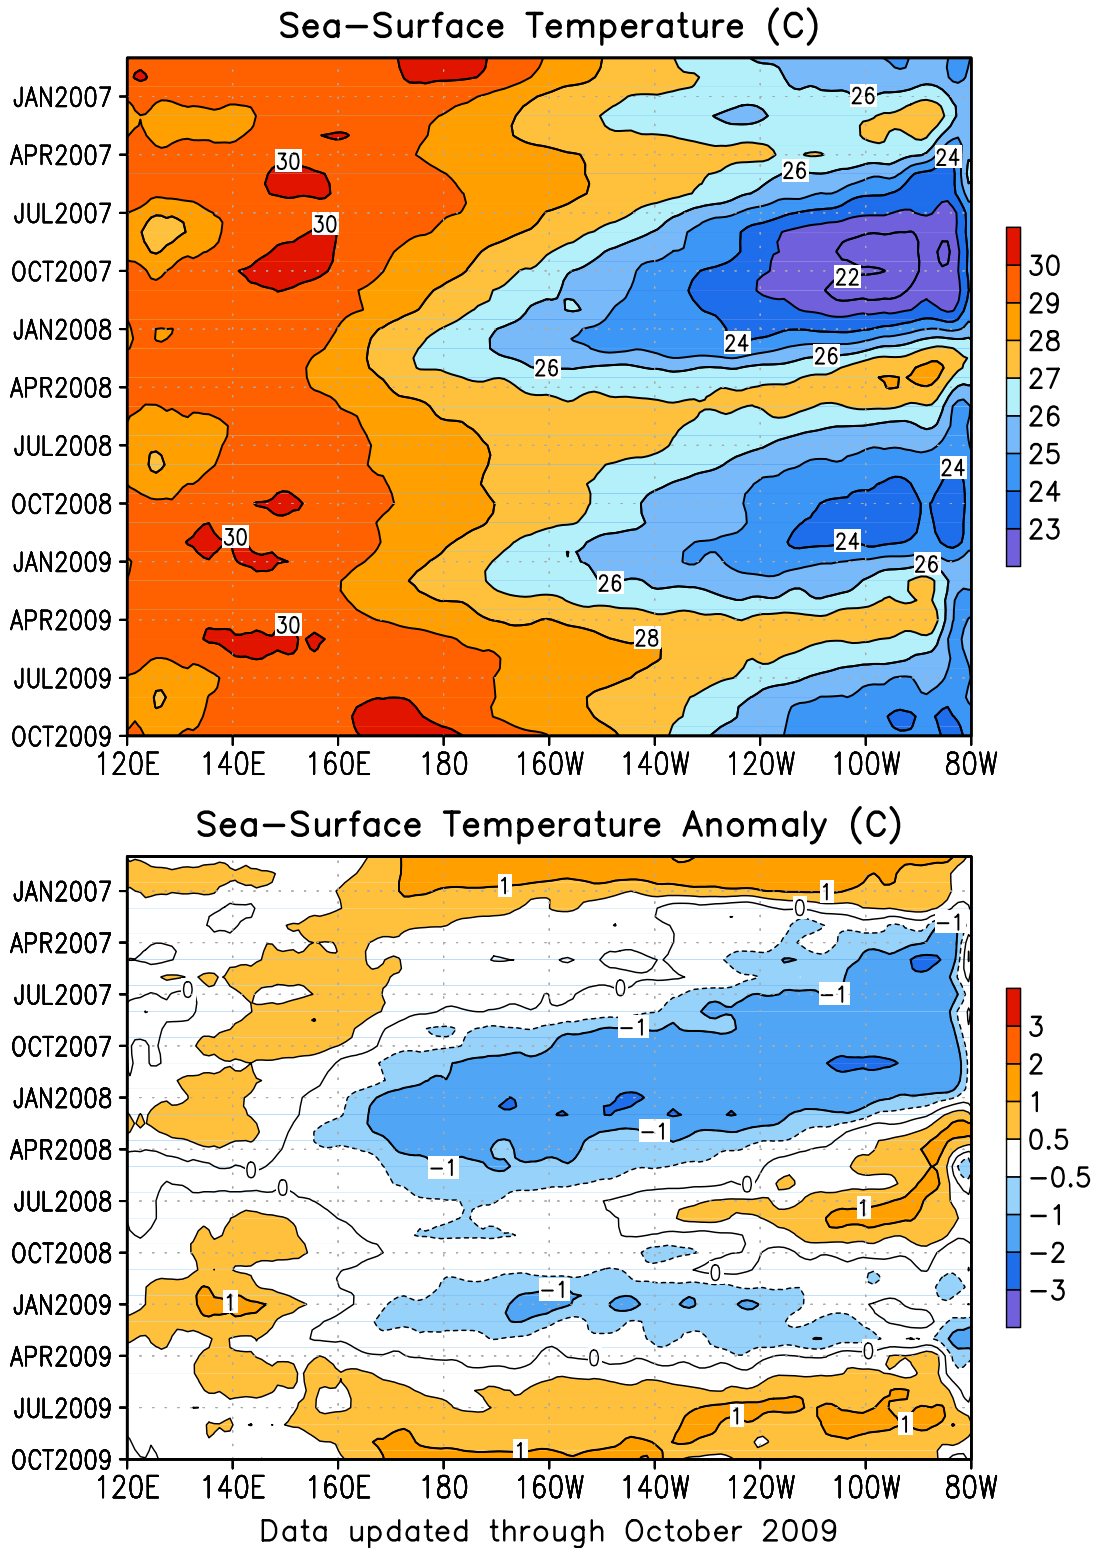 Sea-Surface Temperature (C)
JAN2007
APR2007
JUL2007
OCT2007
JAN2008
APR2008
JUL2008
OCT2008
JAN2009
APR2009
JUL2009
OCT2009
26
24
26
30
30
22
24
26
26
24
30
24
26
26
30
28
30
29
28
27
26
25
24
23
120E 140E 160E 180 160W 140W 120W 100W 80W
Sea-Surface Temperature Anomaly (C)
JAN2007
APR2007
JUL2007
OCT2007
JAN2008
APR2008
JUL2008
OCT2008
JAN2009
APR2009
JUL2009
OCT2009
1
1
0
-1
0
0
-1
-1
-1
-1
0
0
0
1
0
-1
1
0
0
1
1
1
3
2
1
0.5
-0.5
-1
-2
-3
120E 140E 160E 180 160W 140W 120W 100W 80W
Data updated through October 2009